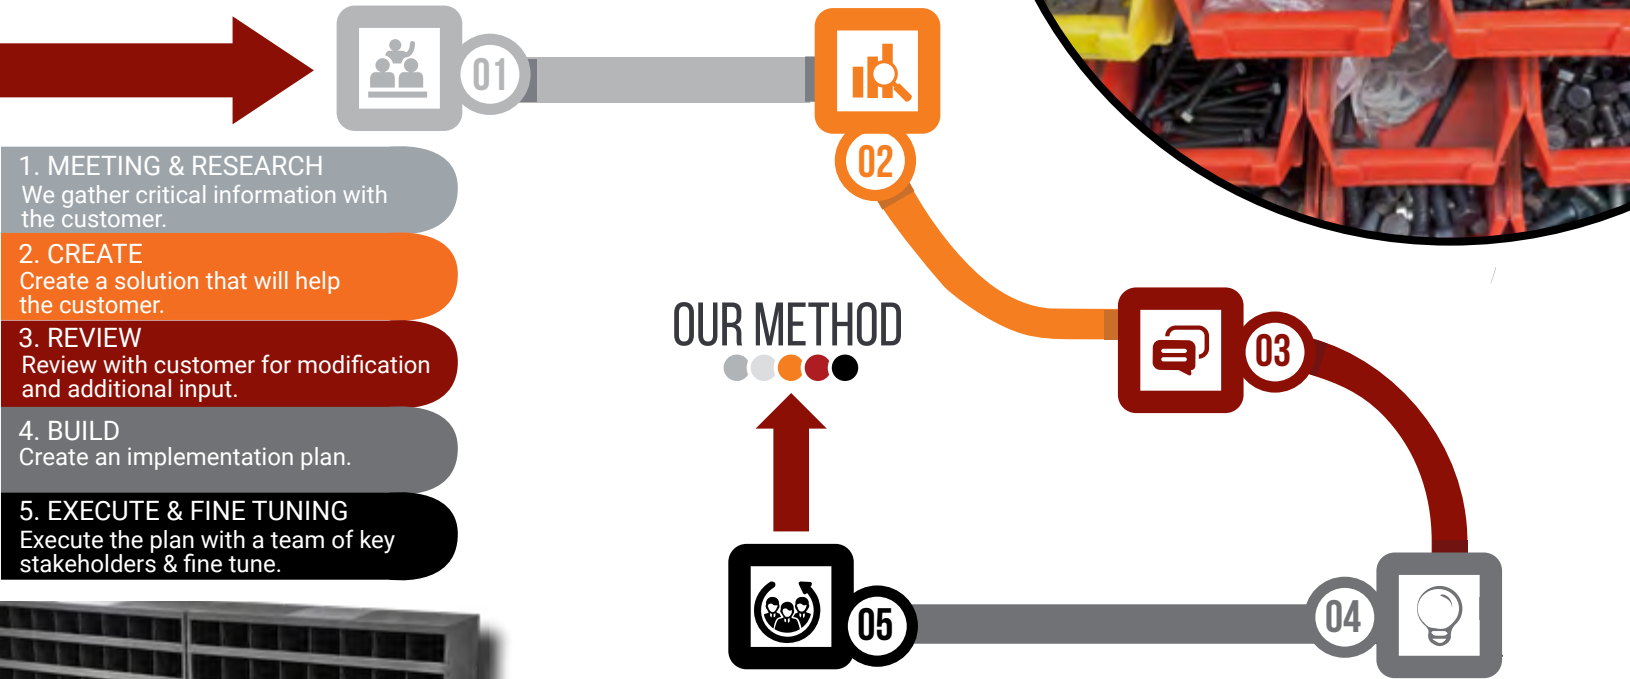 01
02
1. MEETING & RESEARCH
We gather critical information with
the customer.
2. CREATE
Create a solution that will help
the customer.
3. REVIEW
Review with customer for modification
and additional input.
4. BUILD
Create an implementation plan.
5. EXECUTE & FINE TUNING
Execute the plan with a team of key
stakeholders & fine tune.
OUR METHOD
03
04
05